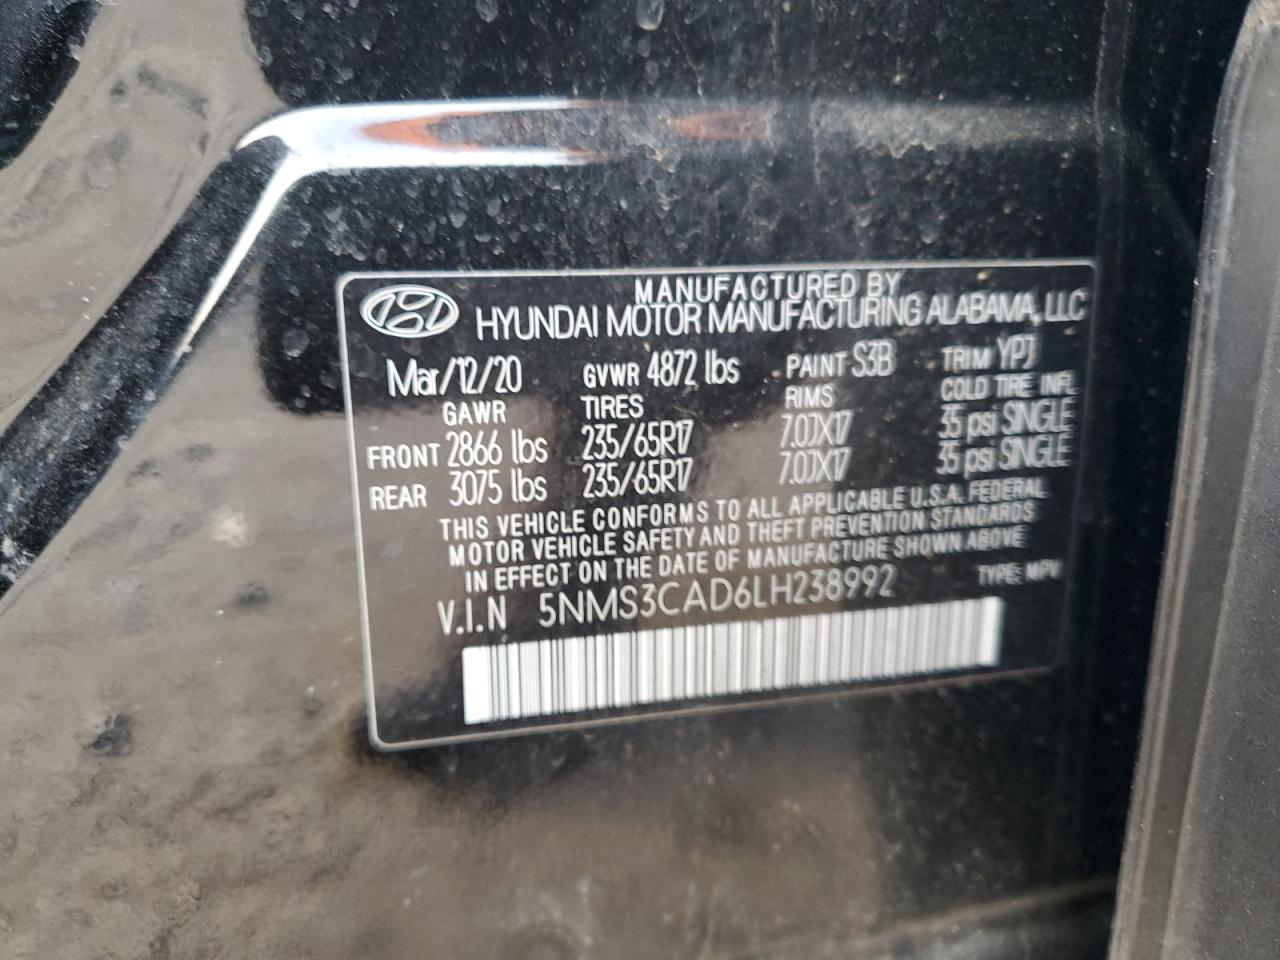 MANUFACTURED BY
HYUNDAI MOTOR MANUFACTURING ALABAMA, LLC
Mar/12/20 GVWR 4872 lbs PAINT S3B TRIM YPJ
GAWR TIRES RIMS COLD TIRE INFL
FRONT 2866 lbs 235/65R17 7.0JX17 35 psi SINGLE
REAR 3075 lbs 235/65R17 7.0JX17 35 psi SINGLE
THIS VEHICLE CONFORMS TO ALL APPLICABLE U.S.A. FEDERAL
MOTOR VEHICLE SAFETY AND THEFT PREVENTION STANDARDS
IN EFFECT ON THE DATE OF MANUFACTURE SHOWN ABOVE
V.I.N 5NMS3CAD6LH238992 TYPE: MPV